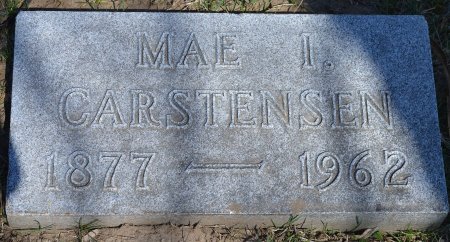 MAE I.
CARSTENSEN
1877 — 1962